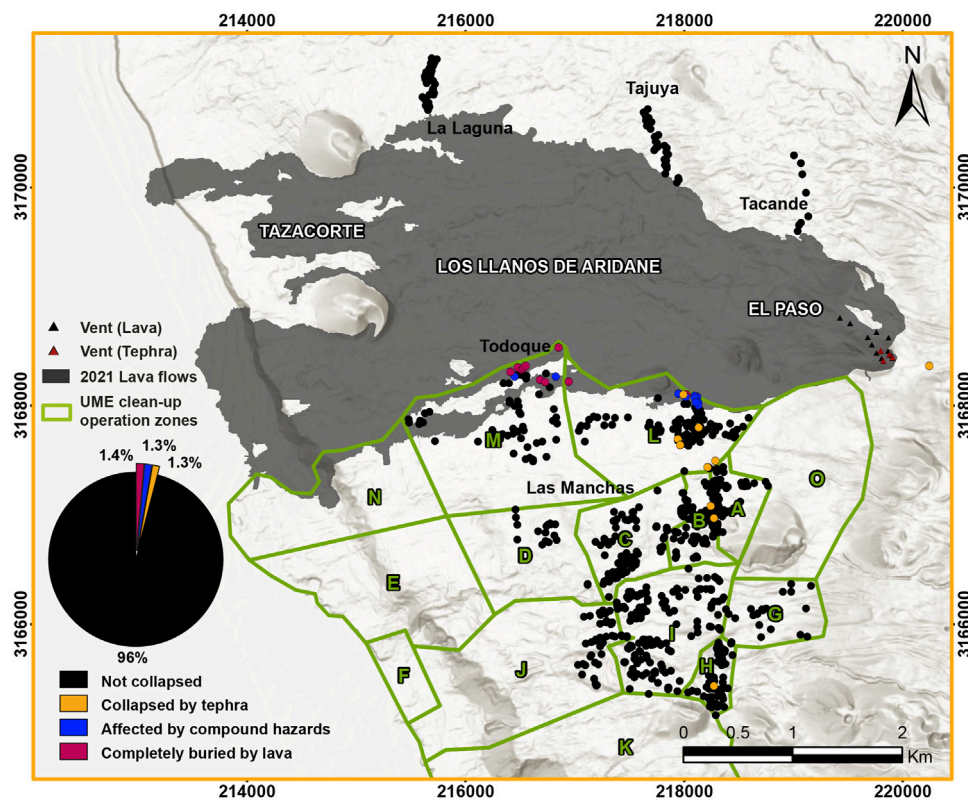 214000
216000
218000
220000
N
Tajuya
La Laguna
3170000
3170000
Tacande
TAZACORTE
LOS LLANOS DE ARIDANE
EL PASO
Vent (Lava)
Vent (Tephra)
2021 Lava flows
UME clean-up
operation zones
Todoque
3168000
3168000
L
M
1.3%
1.4%
1.3%
Las Manchas
O
N
A
B
C
D
E
3166000
3166000
G
I
96%
H
J
F
Not collapsed
Collapsed by tephra
Affected by compound hazards
Completely buried by lava
K
0 0.5 1 2
Km
214000
216000
218000
220000